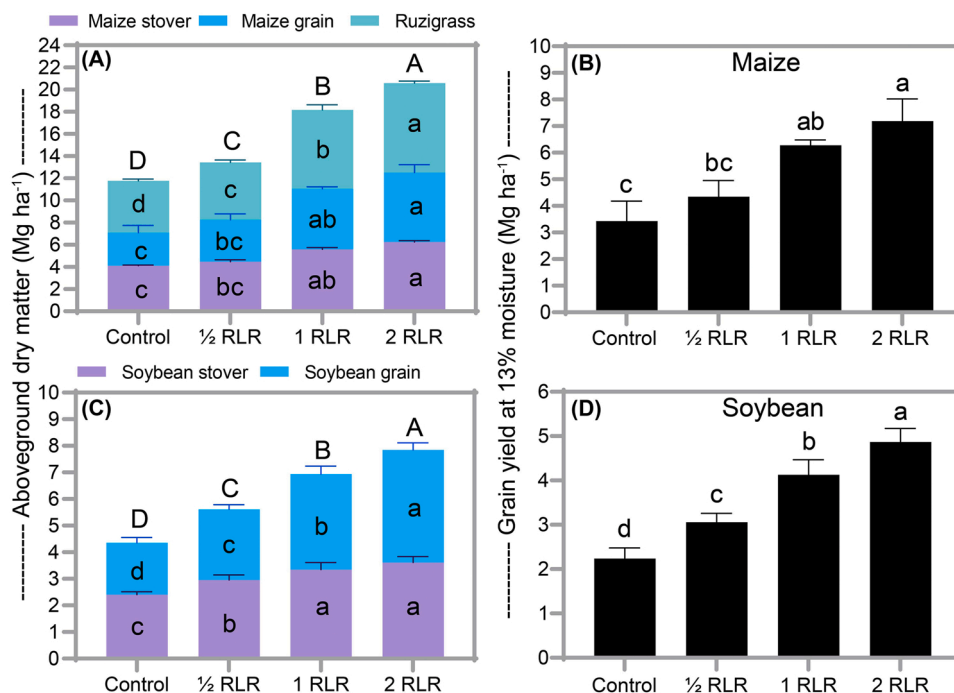 Maize stover Maize grain Ruzigrass
------ Aboveground dry matter (Mg ha⁻¹) ------
(A)
24
22
20
18
16
14
12
10
8
6
4
2
0
D C B A
d c b a
c bc ab a
c bc ab a
Control ½ RLR 1 RLR 2 RLR
------ Grain yield at 13% moisture (Mg ha⁻¹) ------
(B) Maize
10
9
8
7
6
5
4
3
2
1
0
c bc ab a
Control ½ RLR 1 RLR 2 RLR
Soybean stover Soybean grain
(C)
10
9
8
7
6
5
4
3
2
1
0
D C B A
d c b a
c b a a
Control ½ RLR 1 RLR 2 RLR
(D) Soybean
6
5
4
3
2
1
0
d c b a
Control ½ RLR 1 RLR 2 RLR